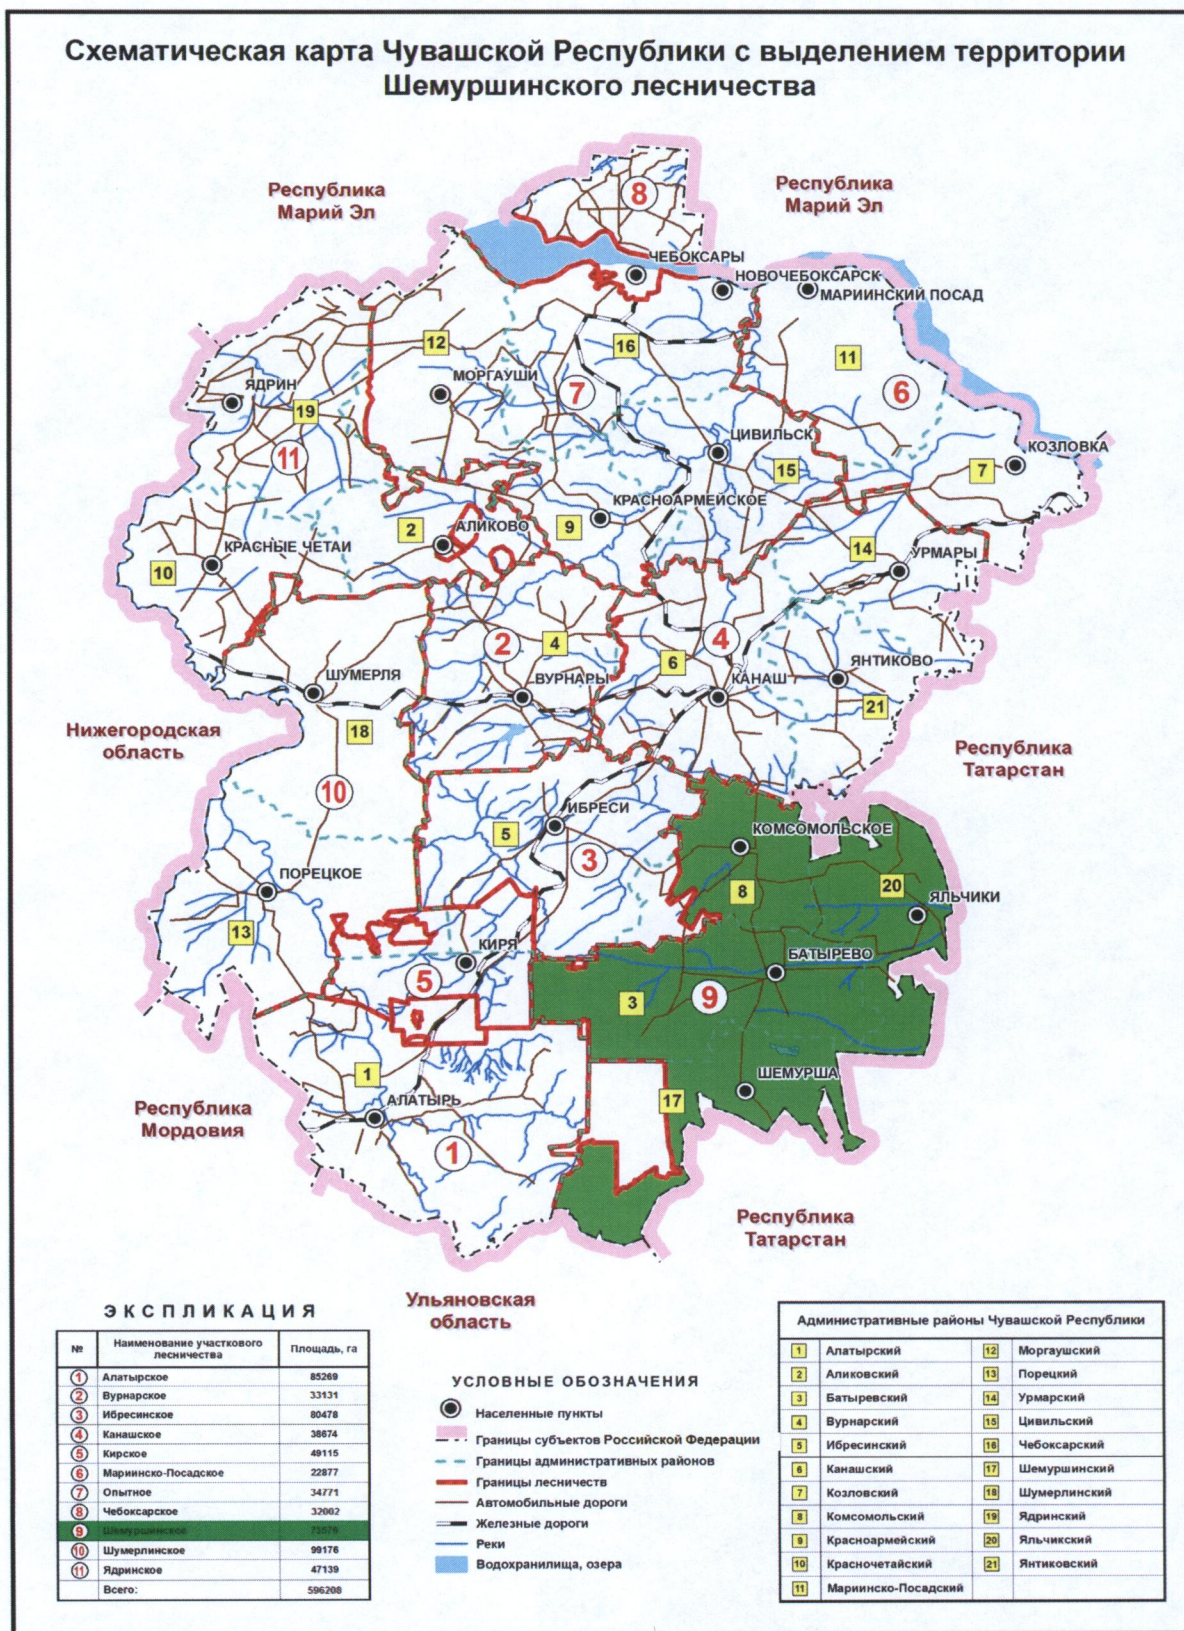 Схематическая карта Чувашской Республики с выделением территории
Шемуршинского лесничества
Республика
Марий Эл
Республика
Марий Эл
8
ЧЕБОКСАРЫ
НОВОЧЕБОКСАРСК
МАРИИНСКИЙ ПОСАД
12
16
11
МОРГАУШИ
7
6
ЯДРИН
19
ЦИВИЛЬСК
КОЗЛОВКА
11
15
7
КРАСНОАРМЕЙСКОЕ
2
АЛИКОВО
9
14
УРМАРЫ
КРАСНЫЕ ЧЕТАИ
10
2
4
4
6
ЯНТИКОВО
ШУМЕРЛЯ
ВУРНАРЫ
КАНАШ
21
18
Нижегородская
область
Республика
Татарстан
10
ИБРЕСИ
5
3
КОМСОМОЛЬСКОЕ
ПОРЕЦКОЕ
8
20
ЯЛЬЧИКИ
13
КИРЯ
БАТЫРЕВО
5
3
9
1
ШЕМУРША
17
АЛАТЫРЬ
Республика
Мордовия
1
Республика
Татарстан
Ульяновская
область
ЭКСПЛИКАЦИЯ
№ Наименование участкового лесничества Площадь, га
1 Алатырское 85269
2 Вурнарское 33131
3 Ибресинское 80478
4 Канашское 38674
5 Кирское 49115
6 Мариинско-Посадское 22877
7 Опытное 34771
8 Чебоксарское 32002
9 Шемуршинское 73576
10 Шумерлинское 99176
11 Ядринское 47139
Всего: 596208
УСЛОВНЫЕ ОБОЗНАЧЕНИЯ
Населенные пункты
Границы субъектов Российской Федерации
Границы административных районов
Границы лесничеств
Автомобильные дороги
Железные дороги
Реки
Водохранилища, озера
Административные районы Чувашской Республики
1 Алатырский 12 Моргаушский
2 Аликовский 13 Порецкий
3 Батыревский 14 Урмарский
4 Вурнарский 15 Цивильский
5 Ибресинский 16 Чебоксарский
6 Канашский 17 Шемуршинский
7 Козловский 18 Шумерлинский
8 Комсомольский 19 Ядринский
9 Красноармейский 20 Яльчикский
10 Красночетайский 21 Янтиковский
11 Мариинско-Посадский